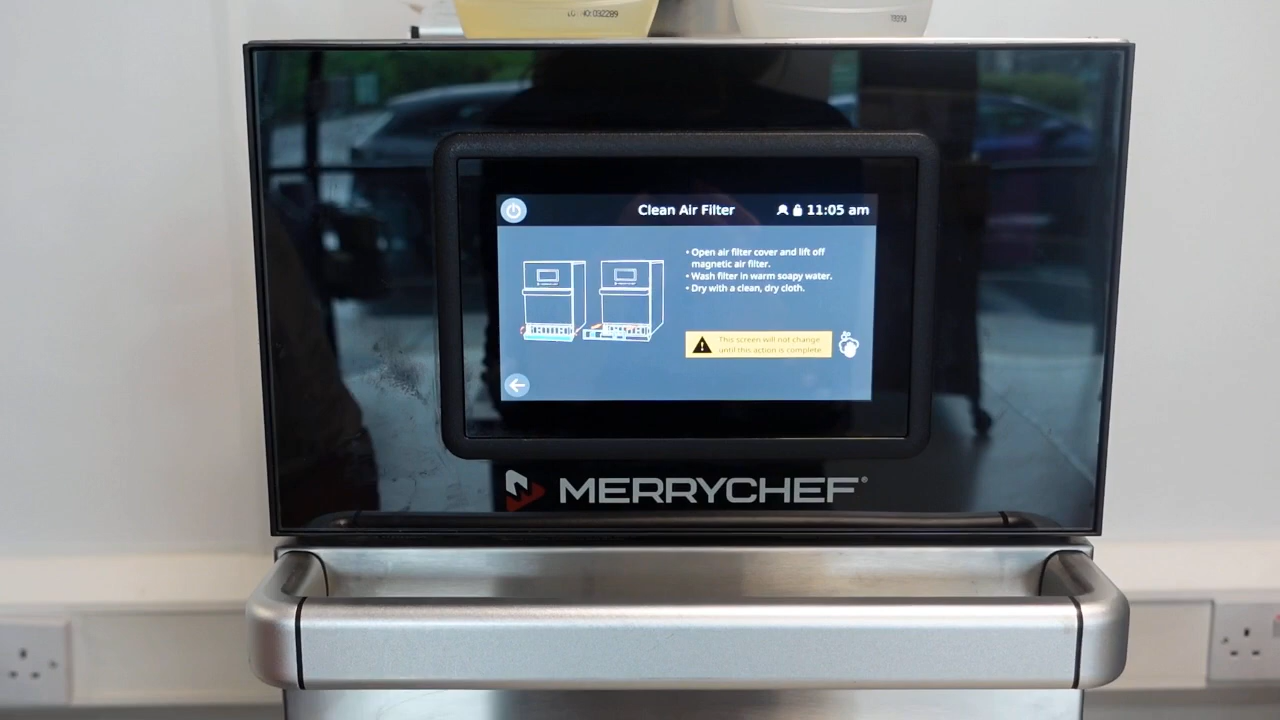 Clean Air Filter
11:05 am
• Open air filter cover and lift off
magnetic air filter.
• Wash filter in warm soapy water.
• Dry with a clean, dry cloth.
This screen will not change
until this action is complete
MERRYCHEF®